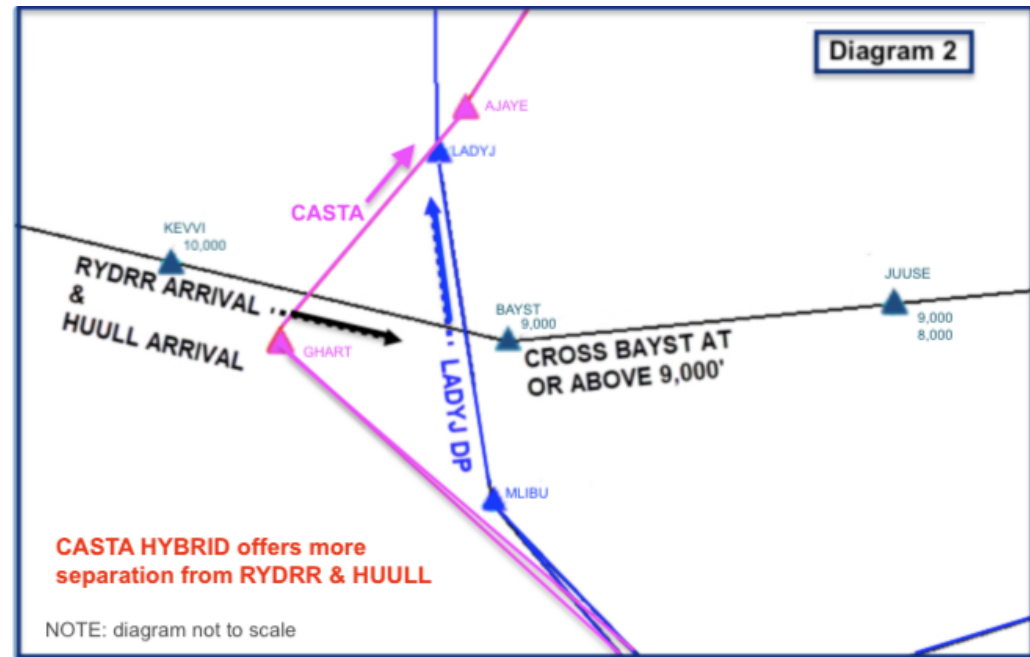 Diagram 2
AJAYE
LADYJ
CASTA
KEVVI
10,000
RYDRR ARRIVAL
&
HUULL ARRIVAL
GHART
BAYST
9,000
JUUSE
9,000
8,000
CROSS BAYST AT
OR ABOVE 9,000'
LADYJ DP
MLIBU
CASTA HYBRID offers more
separation from RYDRR & HUULL
NOTE: diagram not to scale